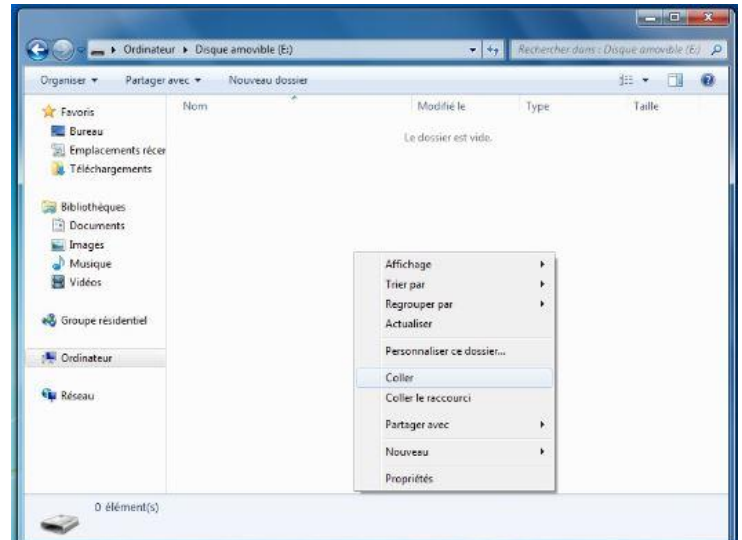 Ordinateur ▸ Disque amovible (E:)
Rechercher dans : Disque amovible (E:)
Organiser
Partager avec
Nouveau dossier
Nom
Modifié le
Type
Taille
Le dossier est vide.
Favoris
Bureau
Emplacements récer
Téléchargements
Bibliothèques
Documents
Images
Musique
Vidéos
Groupe résidentiel
Ordinateur
Réseau
Affichage
Trier par
Regrouper par
Actualiser
Personnaliser ce dossier...
Coller
Coller le raccourci
Partager avec
Nouveau
Propriétés
0 élément(s)